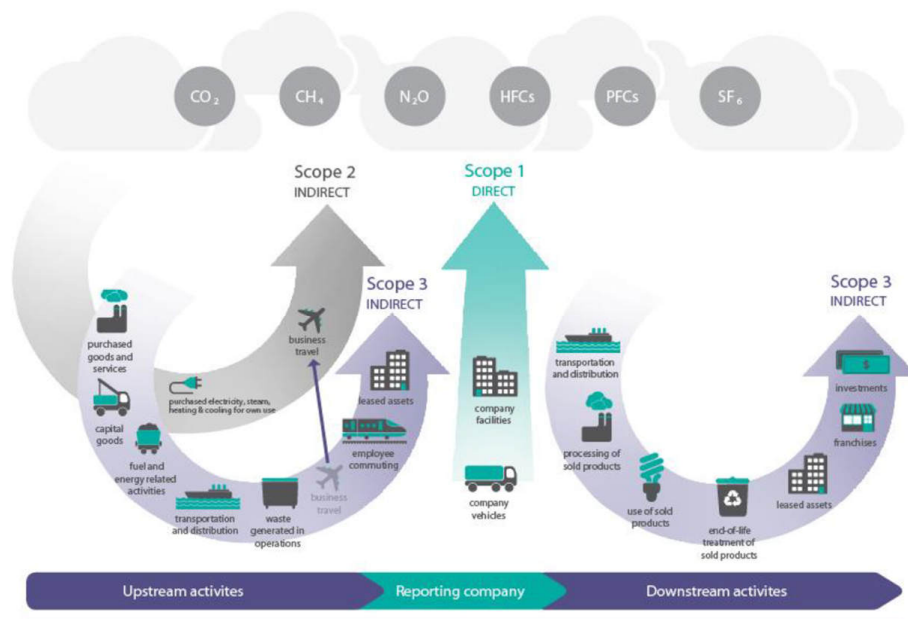 CO₂
CH₄
N₂O
HFCs
PFCs
SF₆
Scope 2
INDIRECT
Scope 1
DIRECT
Scope 3
INDIRECT
Scope 3
INDIRECT
purchased
goods and
services
capital
goods
fuel and
energy related
activities
transportation
and distribution
waste
generated in
operations
business
travel
purchased electricity, steam,
heating & cooling for own use
business
travel
employee
commuting
leased assets
company
facilities
company
vehicles
transportation
and distribution
processing of
sold products
use of sold
products
end-of-life
treatment of
sold products
leased assets
franchises
investments
Upstream activites
Reporting company
Downstream activites